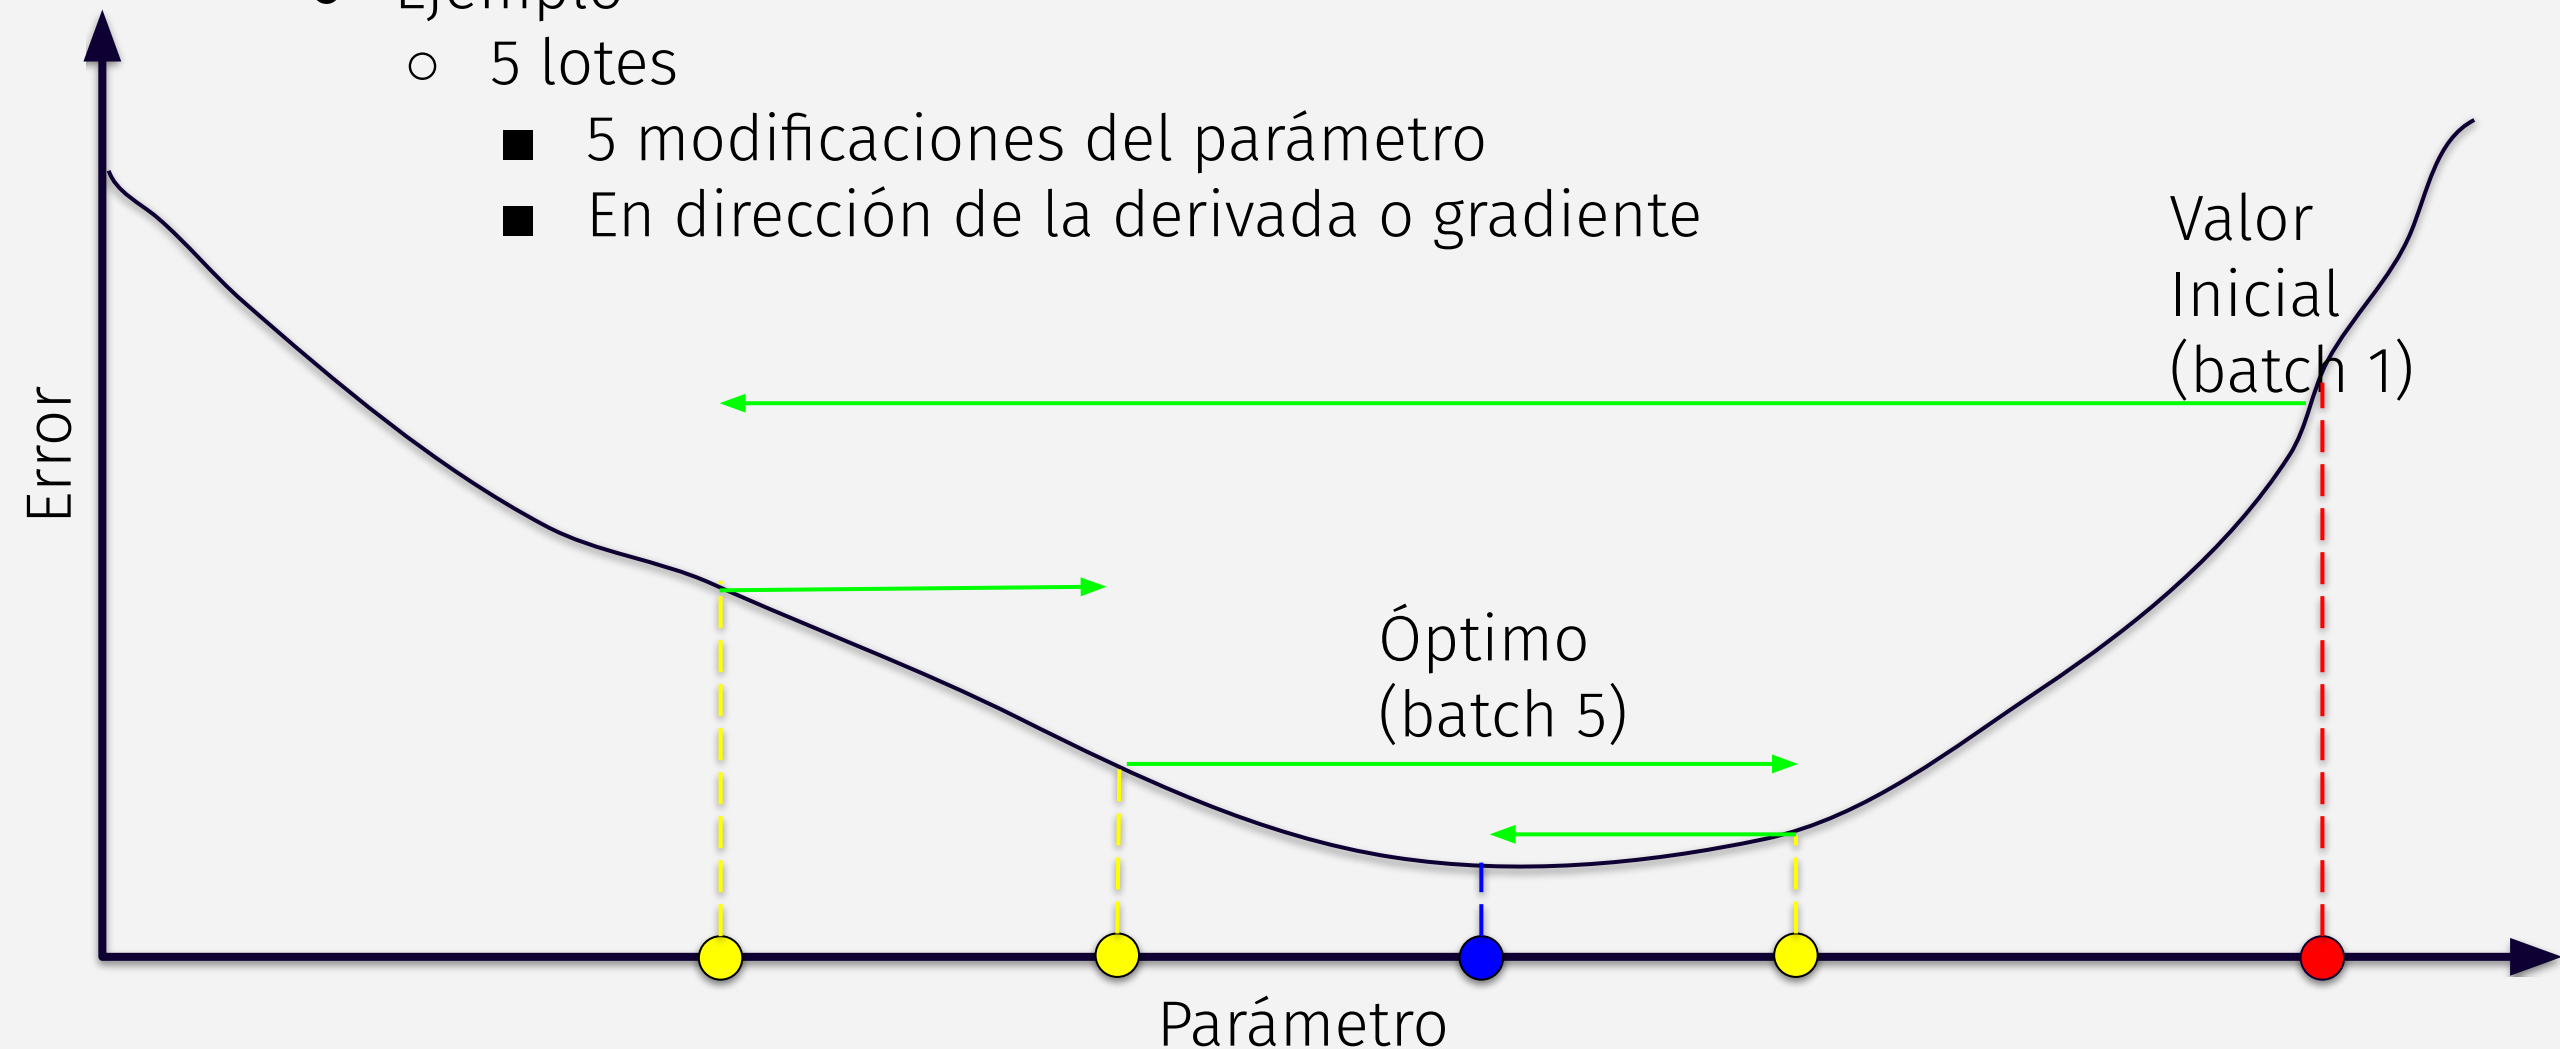 Ejemplo
5 lotes
5 modificaciones del parámetro
En dirección de la derivada o gradiente
Valor
Inicial
(batch 1)
Error
Óptimo
(batch 5)
Parámetro